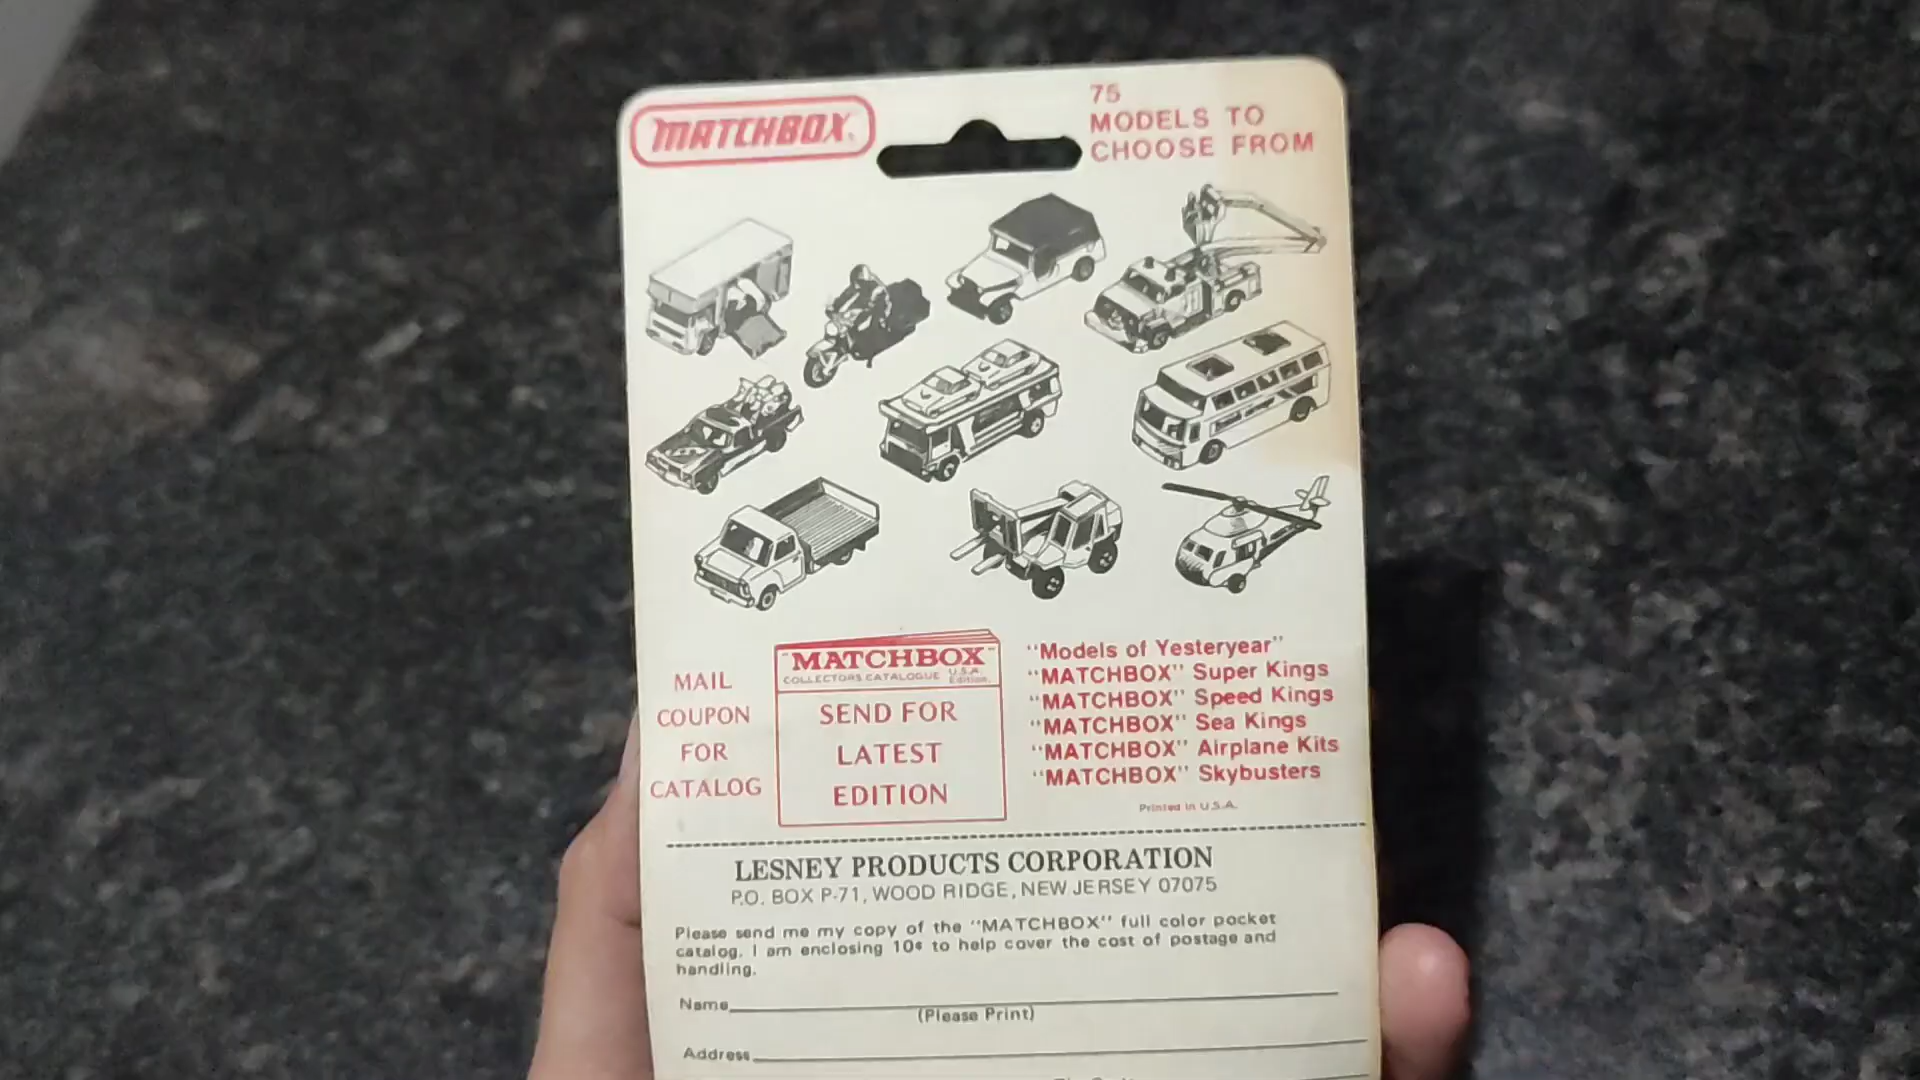 MATCHBOX
75
MODELS TO
CHOOSE FROM
MAIL
COUPON
FOR
CATALOG
"MATCHBOX"
COLLECTORS CATALOGUE U.S.A. Edition.
SEND FOR
LATEST
EDITION
"Models of Yesteryear"
"MATCHBOX" Super Kings
"MATCHBOX" Speed Kings
"MATCHBOX" Sea Kings
"MATCHBOX" Airplane Kits
"MATCHBOX" Skybusters
Printed in U.S.A.
LESNEY PRODUCTS CORPORATION
P.O. BOX P-71, WOOD RIDGE, NEW JERSEY 07075
Please send me my copy of the "MATCHBOX" full color pocket
catalog. I am enclosing 10¢ to help cover the cost of postage and
handling.
Name
(Please Print)
Address